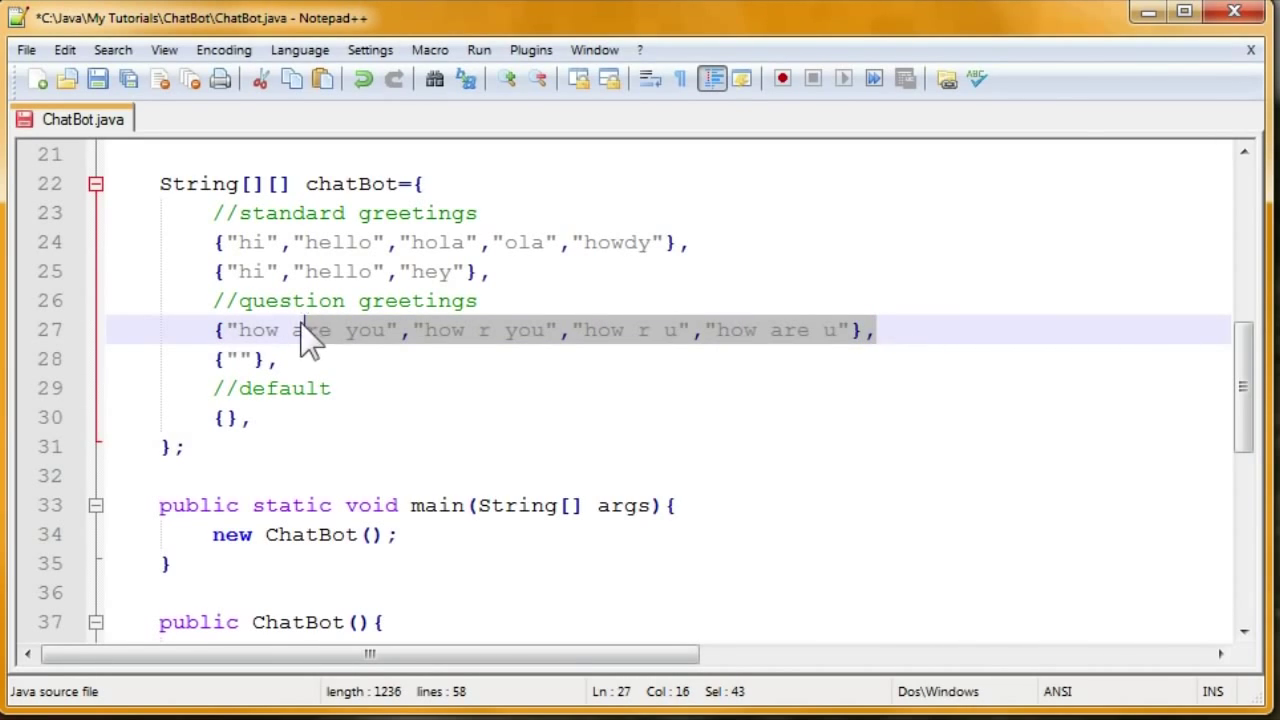 *C:\Java\My Tutorials\ChatBot\ChatBot.java - Notepad++
File Edit Search View Encoding Language Settings Macro Run Plugins Window ? X
ABC
ChatBot.java
21
22 String[][] chatBot={
23 //standard greetings
24 {"hi","hello","hola","ola","howdy"},
25 {"hi","hello","hey"},
26 //question greetings
27 {"how are you","how r you","how r u","how are u"},
28 {""},
29 //default
30 {},
31 };
32
33 public static void main(String[] args){
34 new ChatBot();
35 }
36
37 public ChatBot(){
Java source file length : 1236 lines : 58 Ln : 27 Col : 16 Sel : 43 Dos\Windows ANSI INS